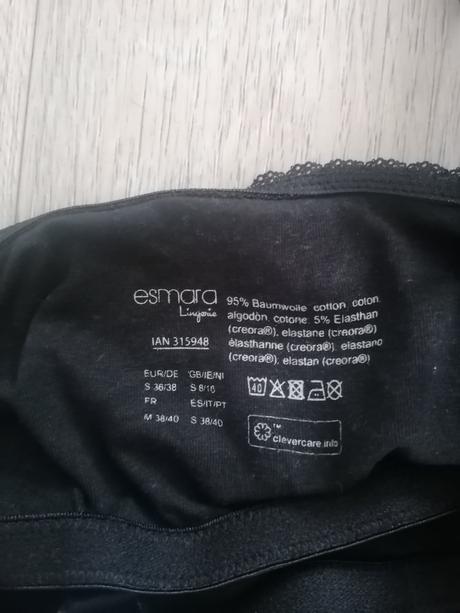 esmara
Lingerie
IAN 315948
EUR/DE GB/IE/NI
S 36/38 S 8/10
FR ES/IT/PT
M 38/40 S 38/40
95% Baumwolle cotton, coton,
algodón, cotone, 5% Elasthan
(creora®), elastane (creora®)
élasthanne (creora®), elastano
(creora®), elastan (creora®)
40
™
clevercare.info